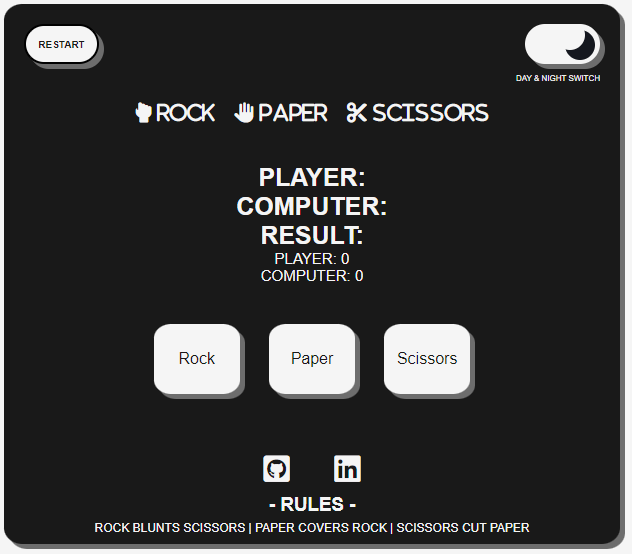 RESTART
DAY & NIGHT SWITCH
ROCK PAPER SCISSORS
PLAYER:
COMPUTER:
RESULT:
PLAYER: 0
COMPUTER: 0
Rock Paper Scissors
in
- RULES -
ROCK BLUNTS SCISSORS | PAPER COVERS ROCK | SCISSORS CUT PAPER